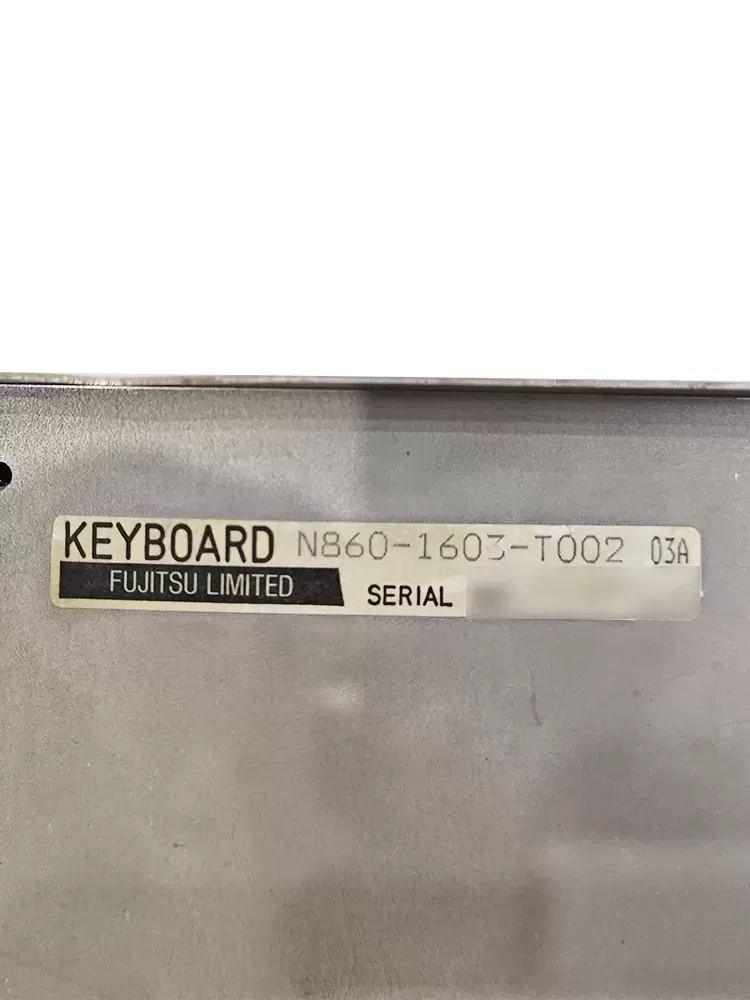 KEYBOARD N860-1603-T002 03A
FUJITSU LIMITED SERIAL